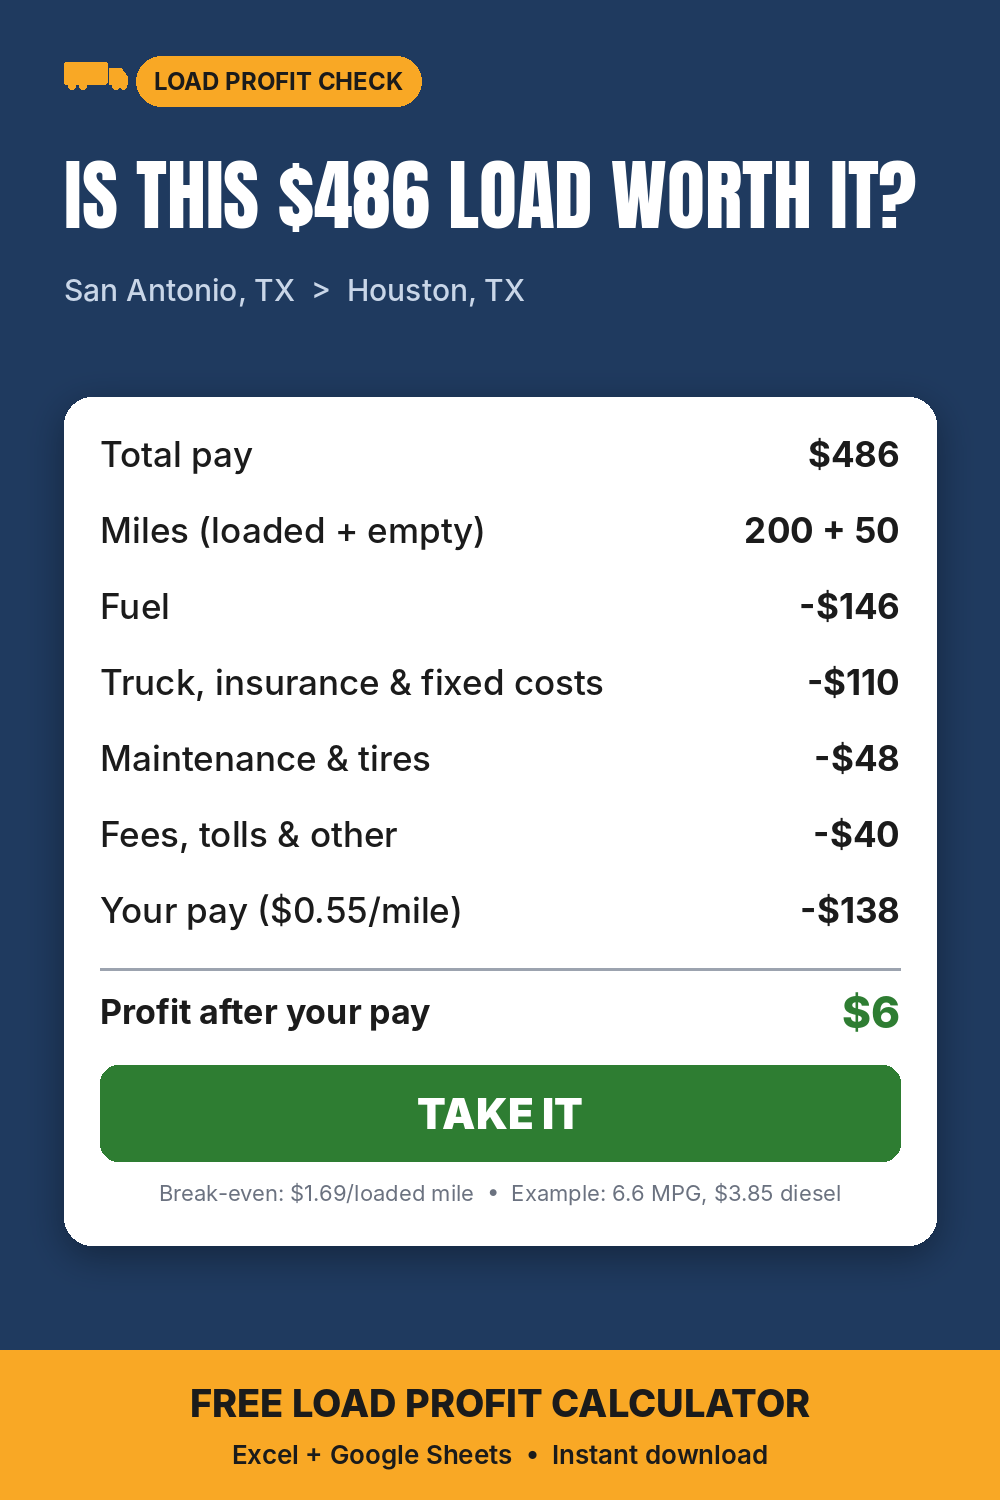 LOAD PROFIT CHECK
IS THIS $486 LOAD WORTH IT?
San Antonio, TX > Houston, TX
Total pay $486
Miles (loaded + empty) 200 + 50
Fuel -$146
Truck, insurance & fixed costs -$110
Maintenance & tires -$48
Fees, tolls & other -$40
Your pay ($0.55/mile) -$138
Profit after your pay $6
TAKE IT
Break-even: $1.69/loaded mile • Example: 6.6 MPG, $3.85 diesel
FREE LOAD PROFIT CALCULATOR
Excel + Google Sheets • Instant download